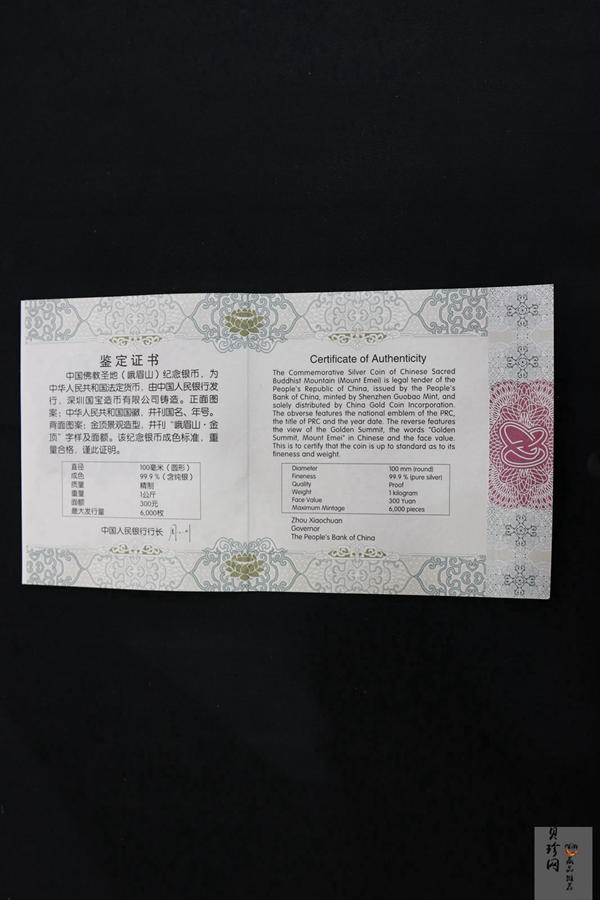 鉴定证书
中国佛教圣地（峨眉山）纪念银币，为
中华人民共和国法定货币，由中国人民银行发
行，深圳国宝造币有限公司铸造。正面图
案：中华人民共和国国徽，并刊国名、年号。
背面图案：金顶景观造型，并刊“峨眉山·金
顶”字样及面额。该纪念银币成色标准，重
量合格，谨此证明。
直径 100毫米（圆形）
成色 99.9％（含纯银）
质量 精制
重量 1公斤
面额 300元
最大发行量 6,000枚
中国人民银行行长
Certificate of Authenticity
The Commemorative Silver Coin of Chinese Sacred
Buddhist Mountain (Mount Emei) is legal tender of the
People's Republic of China, issued by the People's
Bank of China, minted by Shenzhen Guobao Mint, and
solely distributed by China Gold Coin Incorporation.
The obverse features the national emblem of the PRC,
the title of PRC and the year date. The reverse features
the view of the Golden Summit, the words "Golden
Summit, Mount Emei" in Chinese and the face value.
This is to certify that the coin is up to standard as to its
fineness and weight.
Diameter 100 mm (round)
Fineness 99.9 % (pure silver)
Quality Proof
Weight 1 kilogram
Face Value 300 Yuan
Maximum Mintage 6,000 pieces
Zhou Xiaochuan
Governor
The People's Bank of China
贝珍网
藏品推荐